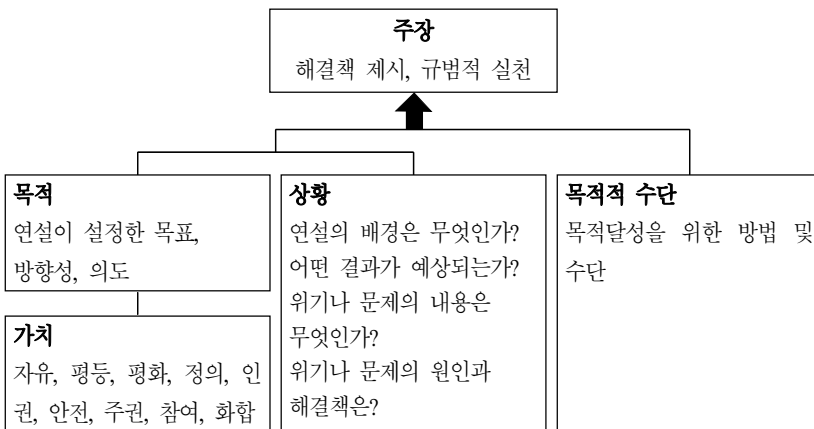 주장
해결책 제시, 규범적 실천
목적
연설이 설정한 목표,
방향성, 의도
가치
자유, 평등, 평화, 정의, 인
권, 안전, 주권, 참여, 화합
상황
연설의 배경은 무엇인가?
어떤 결과가 예상되는가?
위기나 문제의 내용은
무엇인가?
위기나 문제의 원인과
해결책은?
목적적 수단
목적달성을 위한 방법 및
수단